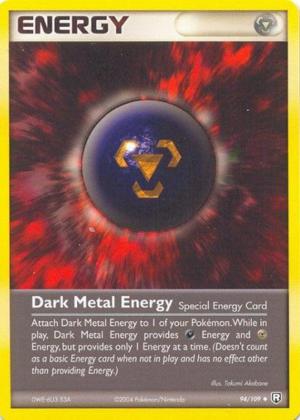 ENERGY
Dark Metal Energy Special Energy Card
Attach Dark Metal Energy to 1 of your Pokémon. While in
play, Dark Metal Energy provides Energy and
Energy, but provides only 1 Energy at a time. (Doesn't count
as a basic Energy card when not in play and has no effect other
than providing Energy.)
Illus. Takumi Akabane
©2004 Pokémon/Nintendo
94/109
R